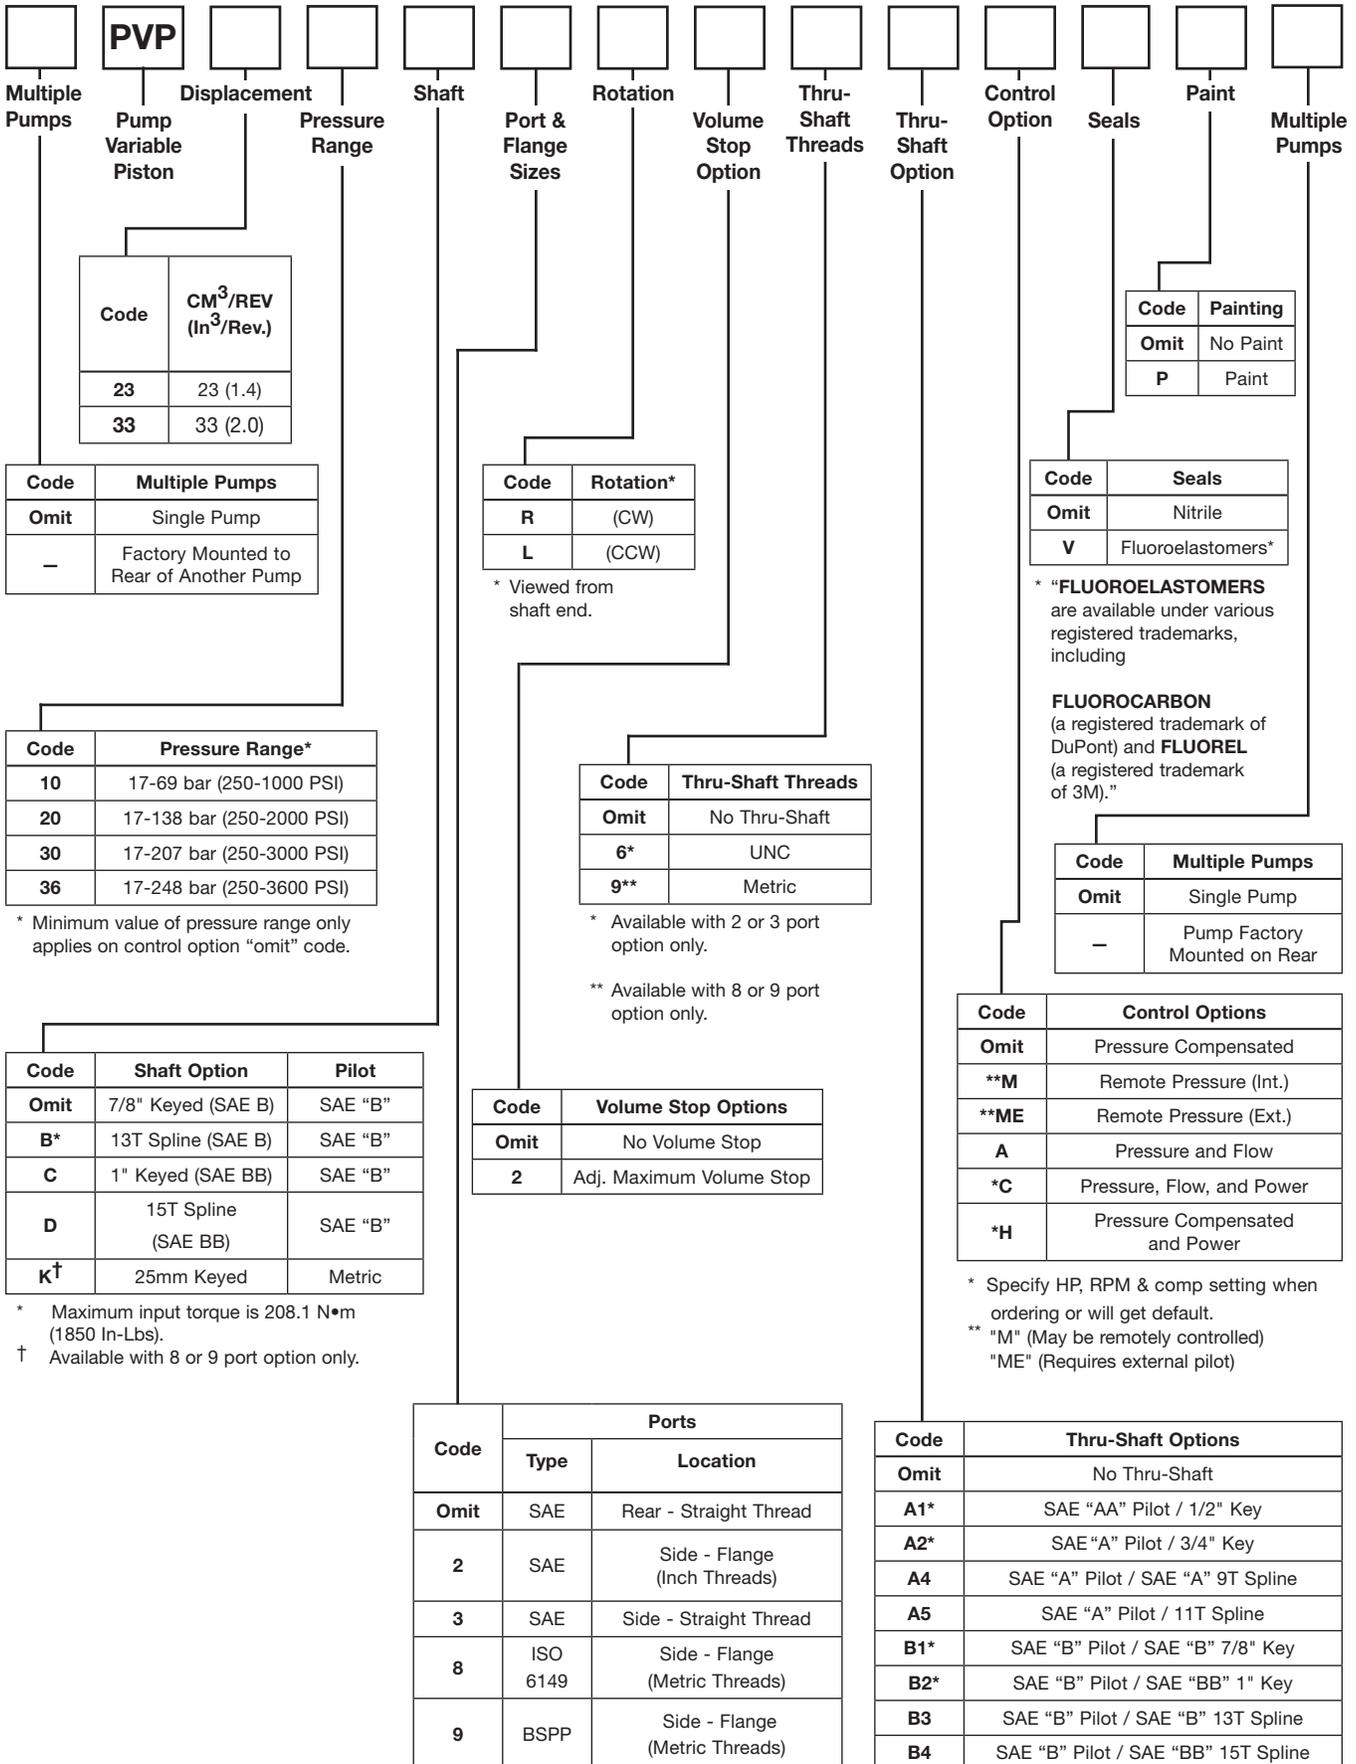 PVP
Multiple Pumps
Pump Variable Piston
Displacement
Pressure Range
Shaft
Port & Flange Sizes
Rotation
Volume Stop Option
Thru-Shaft Threads
Thru-Shaft Option
Control Option
Seals
Paint
Multiple Pumps
Code CM3/REV (In3/Rev.)
23 23 (1.4)
33 33 (2.0)
Code Painting
Omit No Paint
P Paint
Code Multiple Pumps
Omit Single Pump
– Factory Mounted to
Rear of Another Pump
Code Rotation*
R (CW)
L (CCW)
* Viewed from
shaft end.
Code Seals
Omit Nitrile
V Fluoroelastomers*
* “FLUOROELASTOMERS
are available under various
registered trademarks,
including
FLUOROCARBON
(a registered trademark of
DuPont) and FLUOREL
(a registered trademark
of 3M).”
Code Pressure Range*
10 17-69 bar (250-1000 PSI)
20 17-138 bar (250-2000 PSI)
30 17-207 bar (250-3000 PSI)
36 17-248 bar (250-3600 PSI)
* Minimum value of pressure range only
applies on control option “omit” code.
Code Thru-Shaft Threads
Omit No Thru-Shaft
6* UNC
9** Metric
* Available with 2 or 3 port
option only.
** Available with 8 or 9 port
option only.
Code Multiple Pumps
Omit Single Pump
– Pump Factory
Mounted on Rear
Code Shaft Option Pilot
Omit 7/8" Keyed (SAE B) SAE “B”
B* 13T Spline (SAE B) SAE “B”
C 1" Keyed (SAE BB) SAE “B”
D 15T Spline (SAE BB) SAE “B”
K† 25mm Keyed Metric
* Maximum input torque is 208.1 N•m
(1850 In-Lbs).
† Available with 8 or 9 port option only.
Code Volume Stop Options
Omit No Volume Stop
2 Adj. Maximum Volume Stop
Code Control Options
Omit Pressure Compensated
**M Remote Pressure (Int.)
**ME Remote Pressure (Ext.)
A Pressure and Flow
*C Pressure, Flow, and Power
*H Pressure Compensated
and Power
* Specify HP, RPM & comp setting when
ordering or will get default.
** "M" (May be remotely controlled)
"ME" (Requires external pilot)
Code Ports
Type Location
Omit SAE Rear - Straight Thread
2 SAE Side - Flange
(Inch Threads)
3 SAE Side - Straight Thread
8 ISO 6149 Side - Flange
(Metric Threads)
9 BSPP Side - Flange
(Metric Threads)
Code Thru-Shaft Options
Omit No Thru-Shaft
A1* SAE “AA” Pilot / 1/2" Key
A2* SAE “A” Pilot / 3/4" Key
A4 SAE “A” Pilot / SAE “A” 9T Spline
A5 SAE “A” Pilot / 11T Spline
B1* SAE “B” Pilot / SAE “B” 7/8" Key
B2* SAE “B” Pilot / SAE “BB” 1" Key
B3 SAE “B” Pilot / SAE “B” 13T Spline
B4 SAE “B” Pilot / SAE “BB” 15T Spline